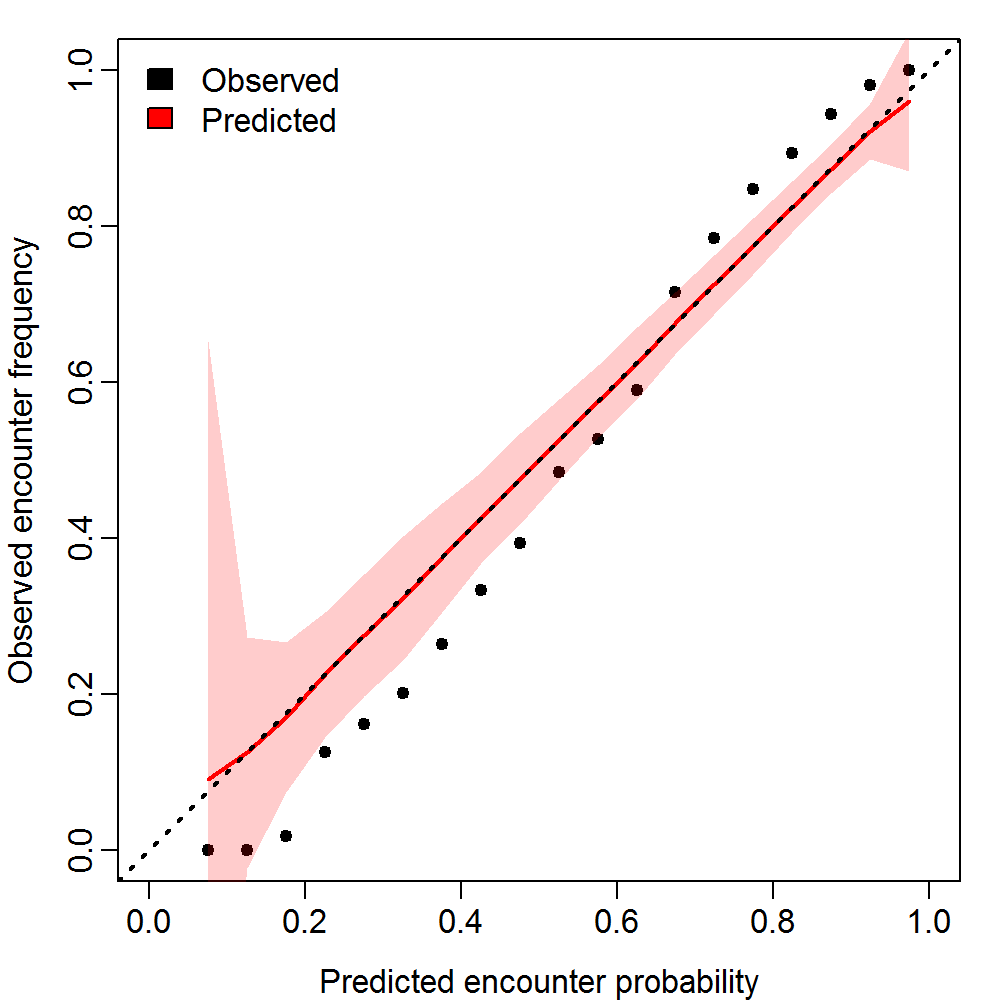 Observed
Predicted
Observed encounter frequency
0.0 0.2 0.4 0.6 0.8 1.0
0.0 0.2 0.4 0.6 0.8 1.0
Predicted encounter probability